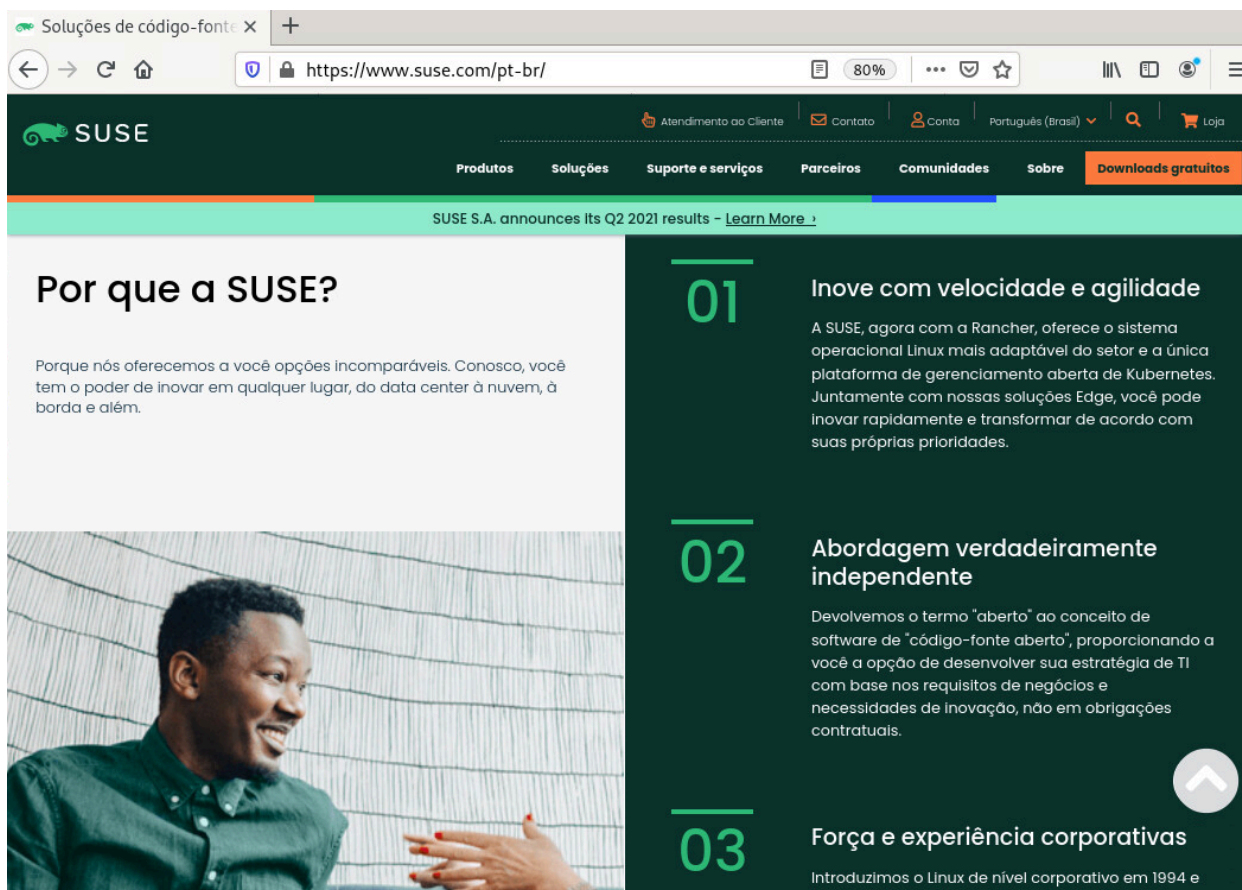 Soluções de código-fonte
https://www.suse.com/pt-br/
80%
SUSE
Atendimento ao Cliente
Contato
Conta
Português (Brasil)
Loja
Produtos
Soluções
Suporte e serviços
Parceiros
Comunidades
Sobre
Downloads gratuitos
SUSE S.A. announces its Q2 2021 results - Learn More ›
Por que a SUSE?
Porque nós oferecemos a você opções incomparáveis. Conosco, você
tem o poder de inovar em qualquer lugar, do data center à nuvem, à
borda e além.
01
Inove com velocidade e agilidade
A SUSE, agora com a Rancher, oferece o sistema
operacional Linux mais adaptável do setor e a única
plataforma de gerenciamento aberta de Kubernetes.
Juntamente com nossas soluções Edge, você pode
inovar rapidamente e transformar de acordo com
suas próprias prioridades.
02
Abordagem verdadeiramente
independente
Devolvemos o termo "aberto" ao conceito de
software de "código-fonte aberto", proporcionando a
você a opção de desenvolver sua estratégia de TI
com base nos requisitos de negócios e
necessidades de inovação, não em obrigações
contratuais.
03
Força e experiência corporativas
Introduzimos o Linux de nível corporativo em 1994 e